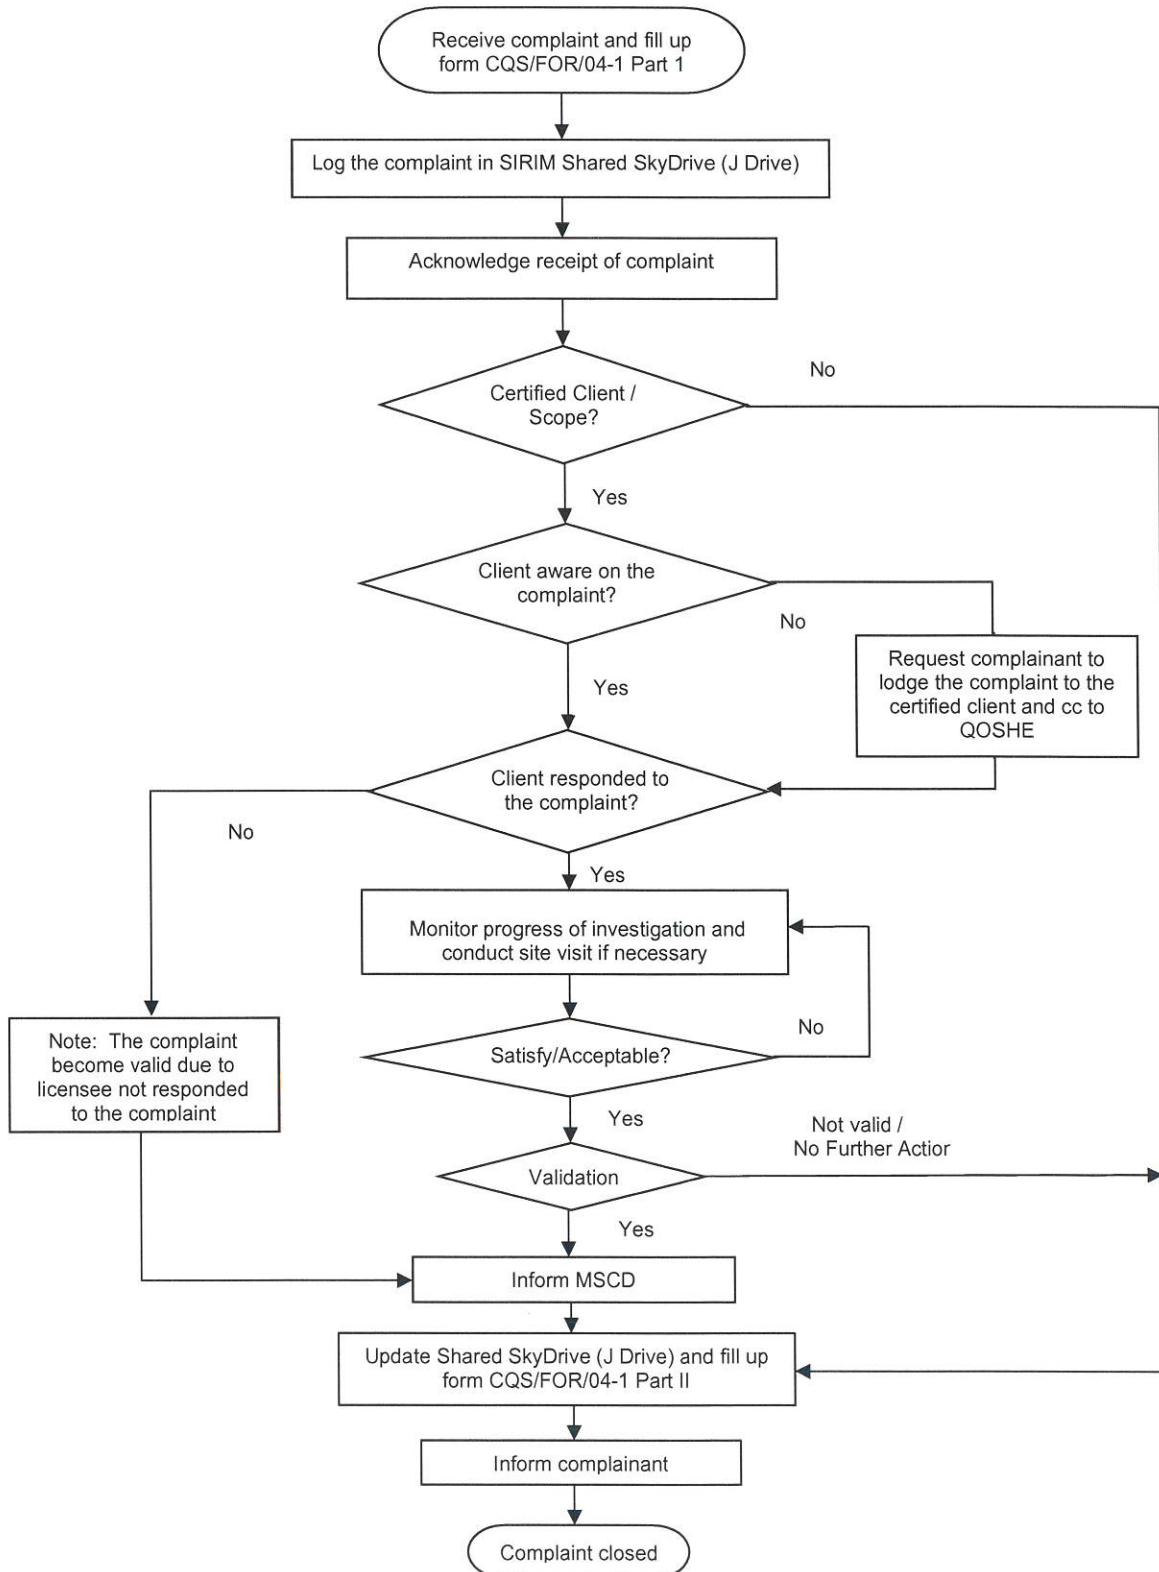 Receive complaint and fill up
form CQS/FOR/04-1 Part 1
Log the complaint in SIRIM Shared SkyDrive (J Drive)
Acknowledge receipt of complaint
Certified Client /
Scope?
No
Yes
Client aware on the
complaint?
No
Yes
Request complainant to
lodge the complaint to the
certified client and cc to
QOSHE
Client responded to
the complaint?
No
Yes
Monitor progress of investigation and
conduct site visit if necessary
Note: The complaint
become valid due to
licensee not responded
to the complaint
Satisfy/Acceptable?
No
Yes
Not valid /
No Further Actior
Validation
Yes
Inform MSCD
Update Shared SkyDrive (J Drive) and fill up
form CQS/FOR/04-1 Part II
Inform complainant
Complaint closed